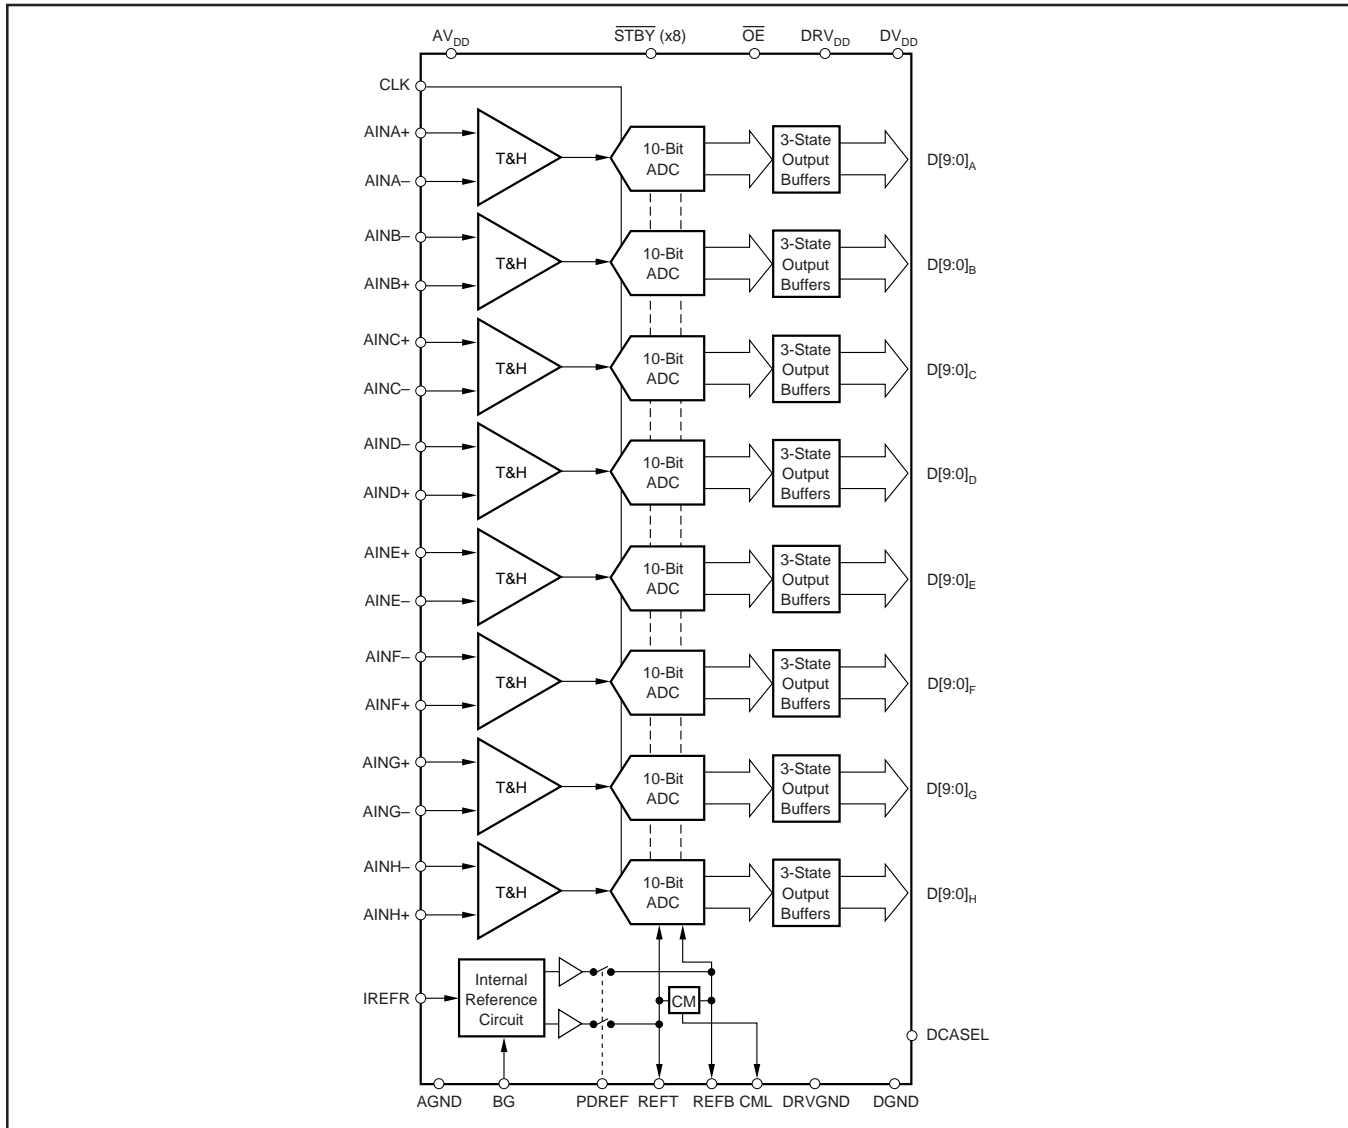 AVDD
STBY (x8)
OE
DRVDD
DVDD
CLK
AINA+
AINA–
T&H
10-Bit
ADC
3-State
Output
Buffers
D[9:0]A
AINB–
AINB+
T&H
10-Bit
ADC
3-State
Output
Buffers
D[9:0]B
AINC+
AINC–
T&H
10-Bit
ADC
3-State
Output
Buffers
D[9:0]C
AIND–
AIND+
T&H
10-Bit
ADC
3-State
Output
Buffers
D[9:0]D
AINE+
AINE–
T&H
10-Bit
ADC
3-State
Output
Buffers
D[9:0]E
AINF–
AINF+
T&H
10-Bit
ADC
3-State
Output
Buffers
D[9:0]F
AING+
AING–
T&H
10-Bit
ADC
3-State
Output
Buffers
D[9:0]G
AINH–
AINH+
T&H
10-Bit
ADC
3-State
Output
Buffers
D[9:0]H
IREFR
Internal
Reference
Circuit
CM
DCASEL
AGND
BG
PDREF
REFT
REFB
CML
DRVGND
DGND